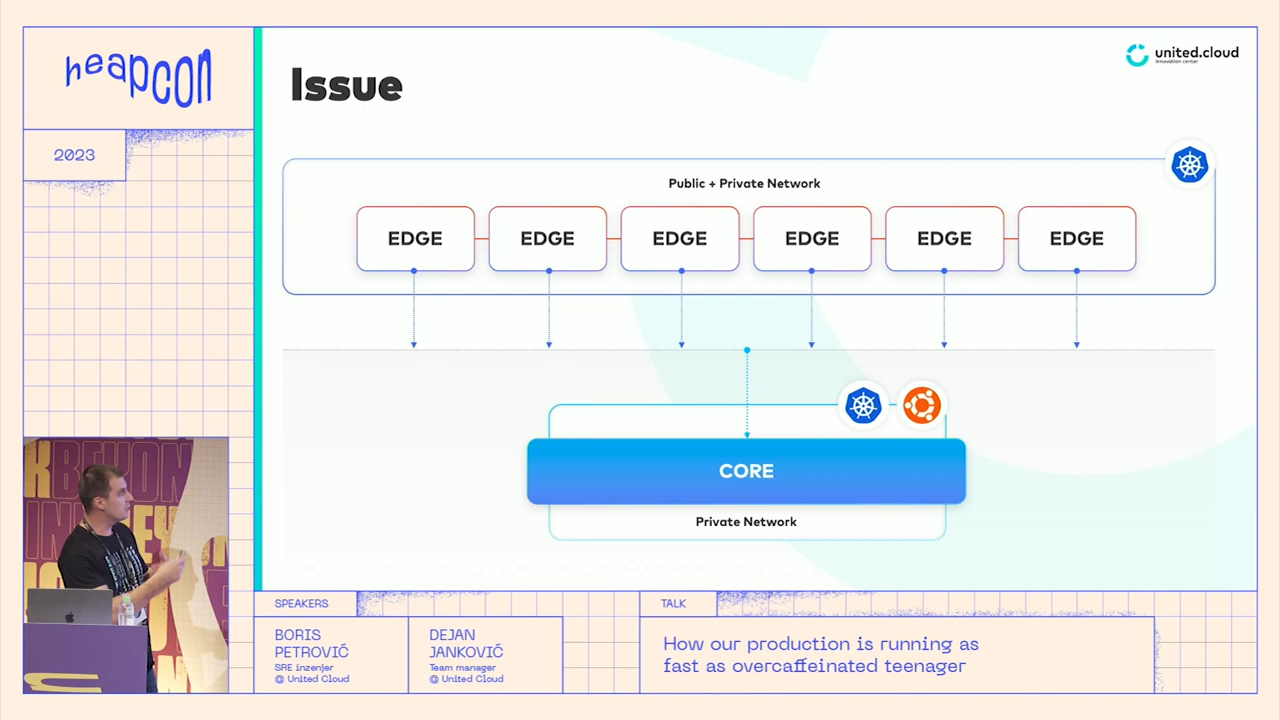 heapcon
2023
united.cloud
innovation center
Issue
Public + Private Network
EDGE
EDGE
EDGE
EDGE
EDGE
EDGE
CORE
Private Network
SPEAKERS
BORIS
PETROVIĆ
SRE inzenjer
@ United Cloud
DEJAN
JANKOVIĆ
Team manager
@ United Cloud
TALK
How our production is running as
fast as overcaffeinated teenager